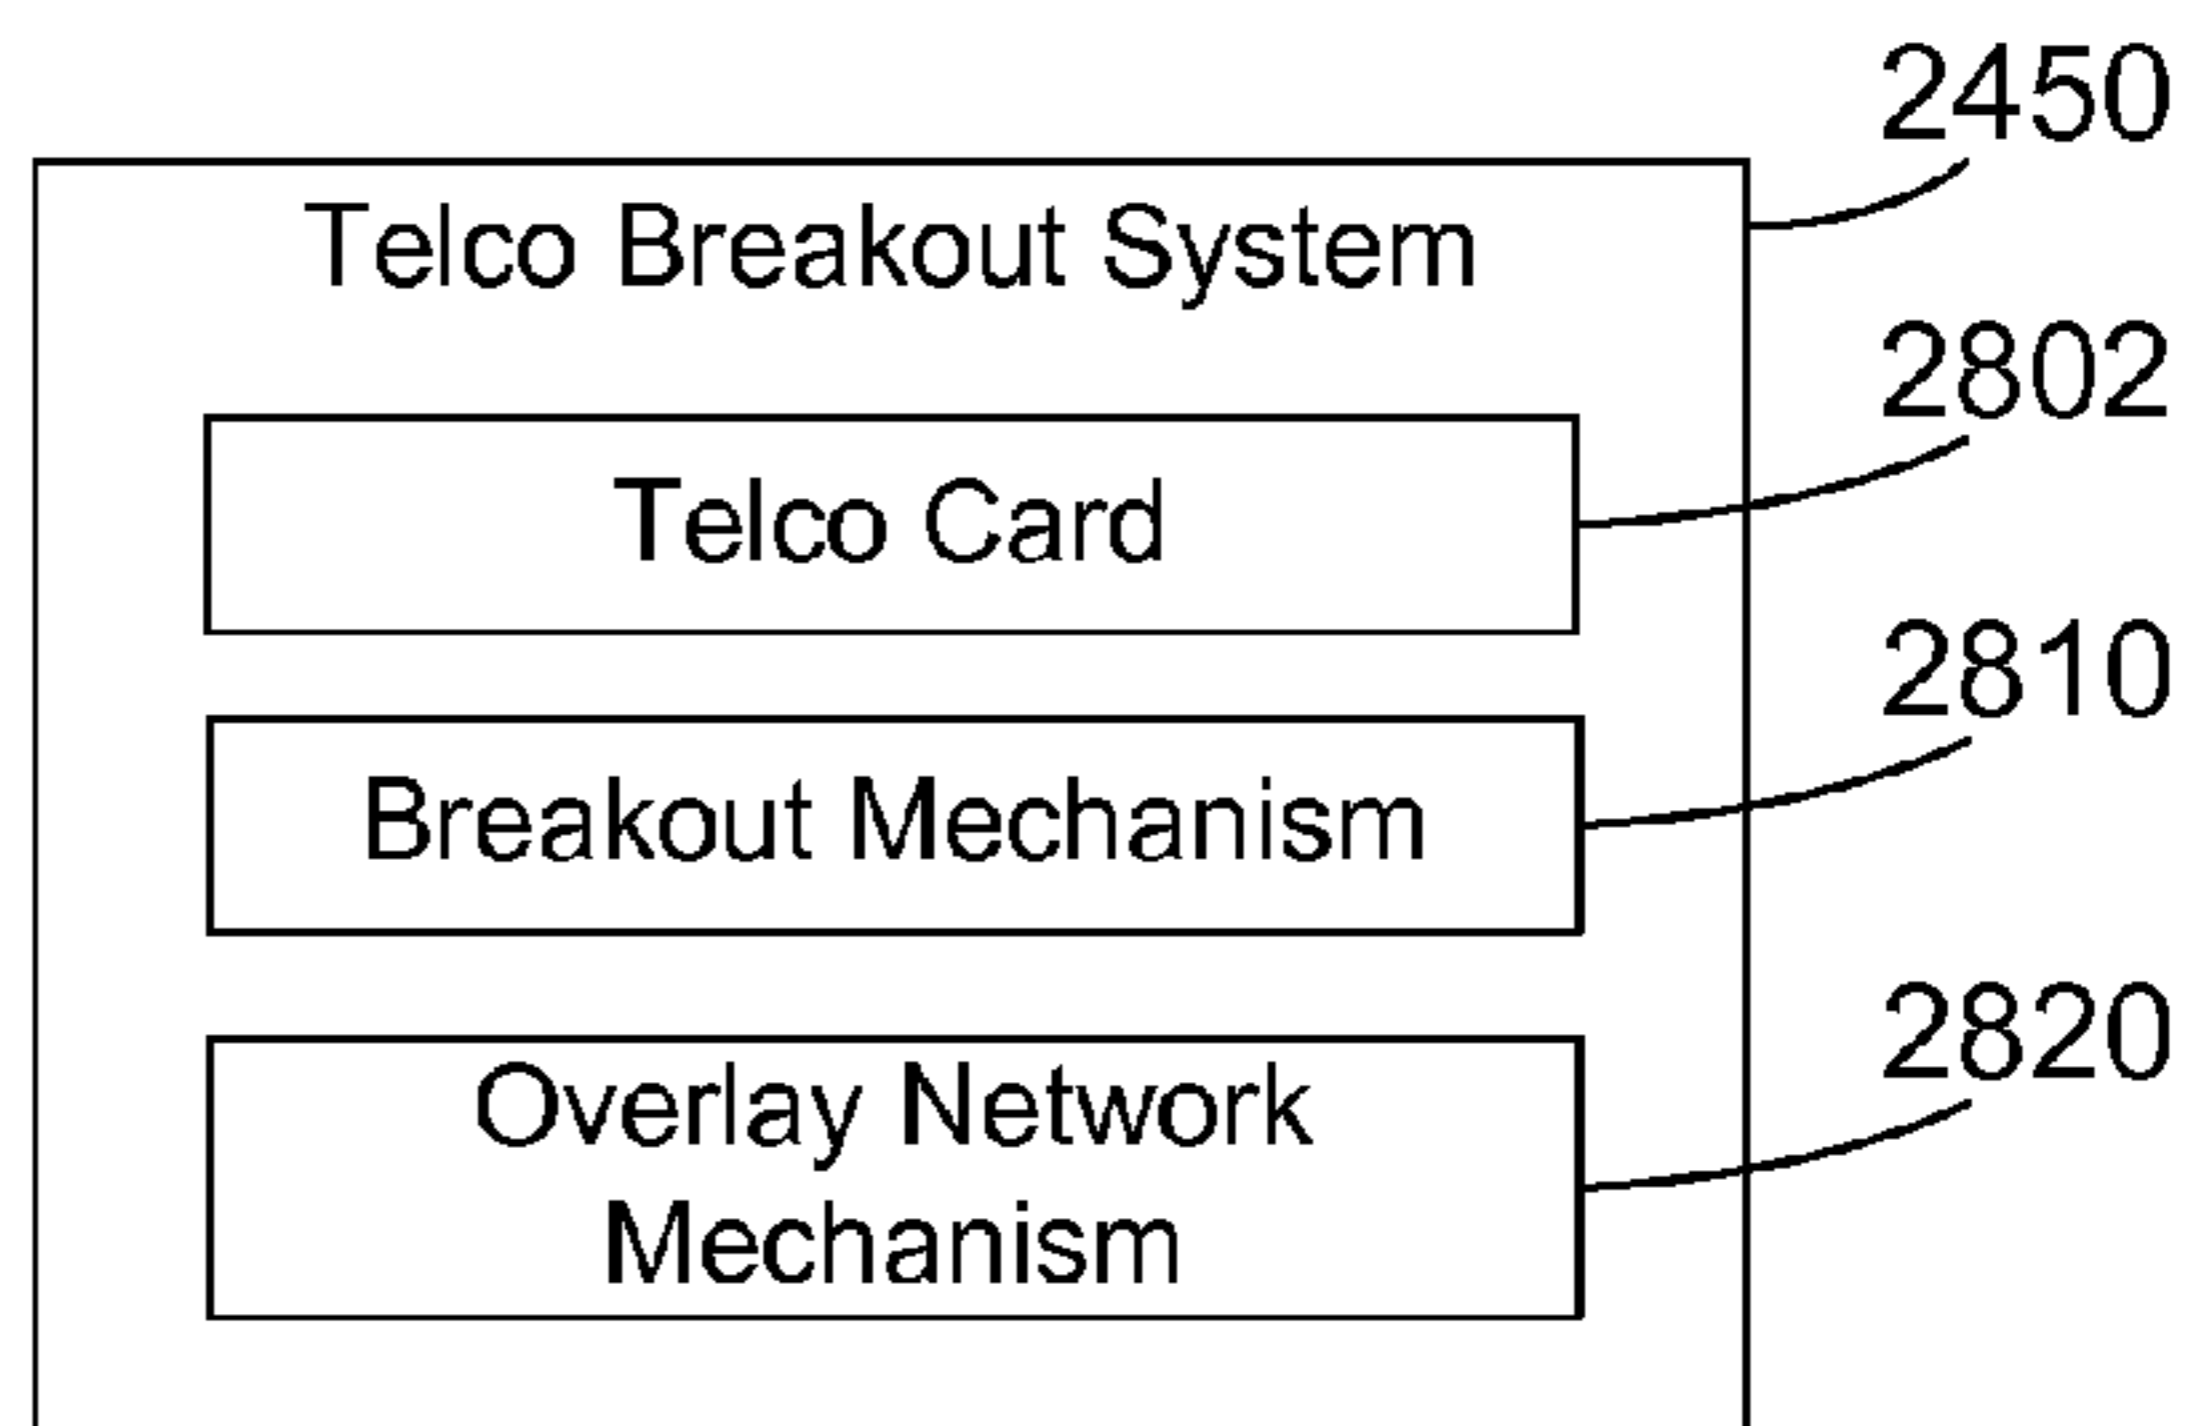 2450
Telco Breakout System
2802
Telco Card
2810
Breakout Mechanism
2820
Overlay Network
Mechanism